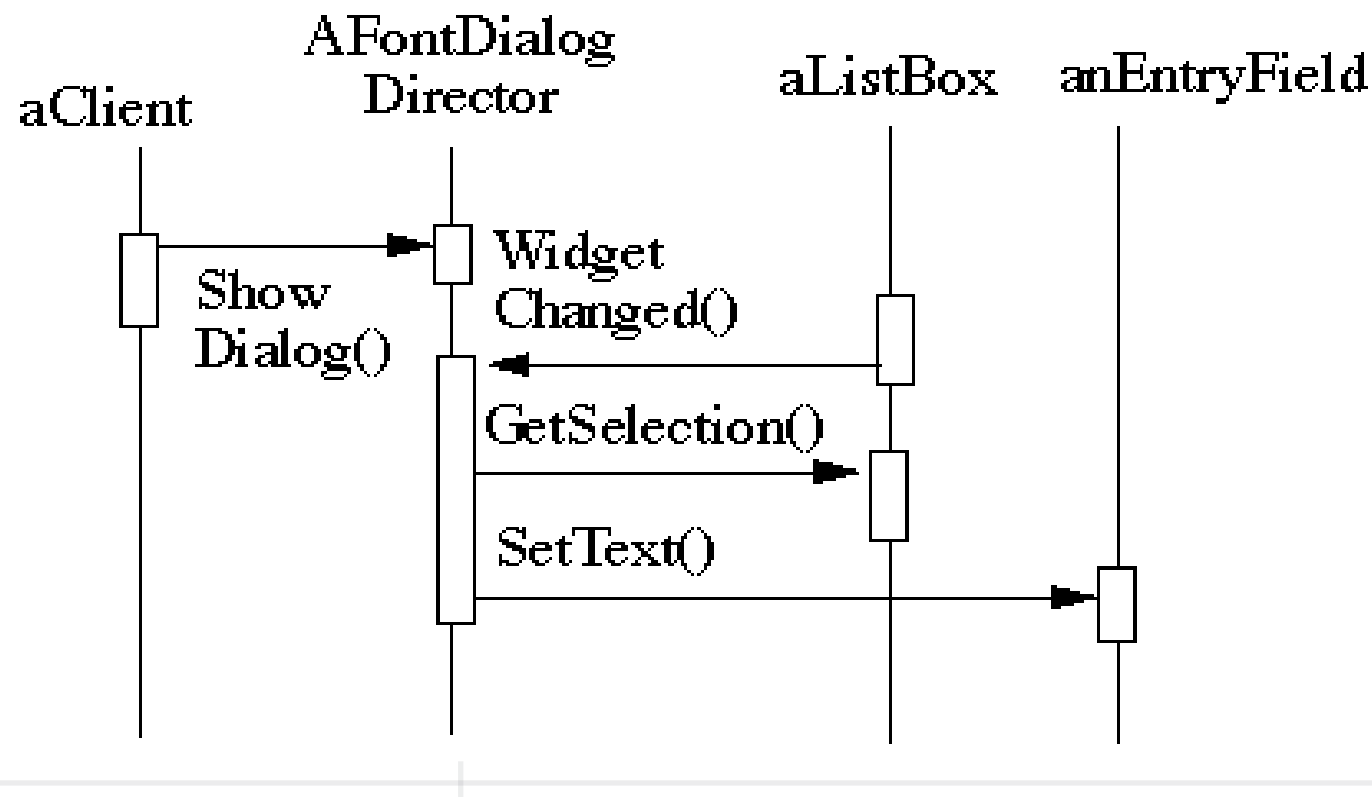 AFontDialog
Director
aClient
aListBox
anEntryField
Show
Dialog()
Widget
Changed()
GetSelection()
SetText()